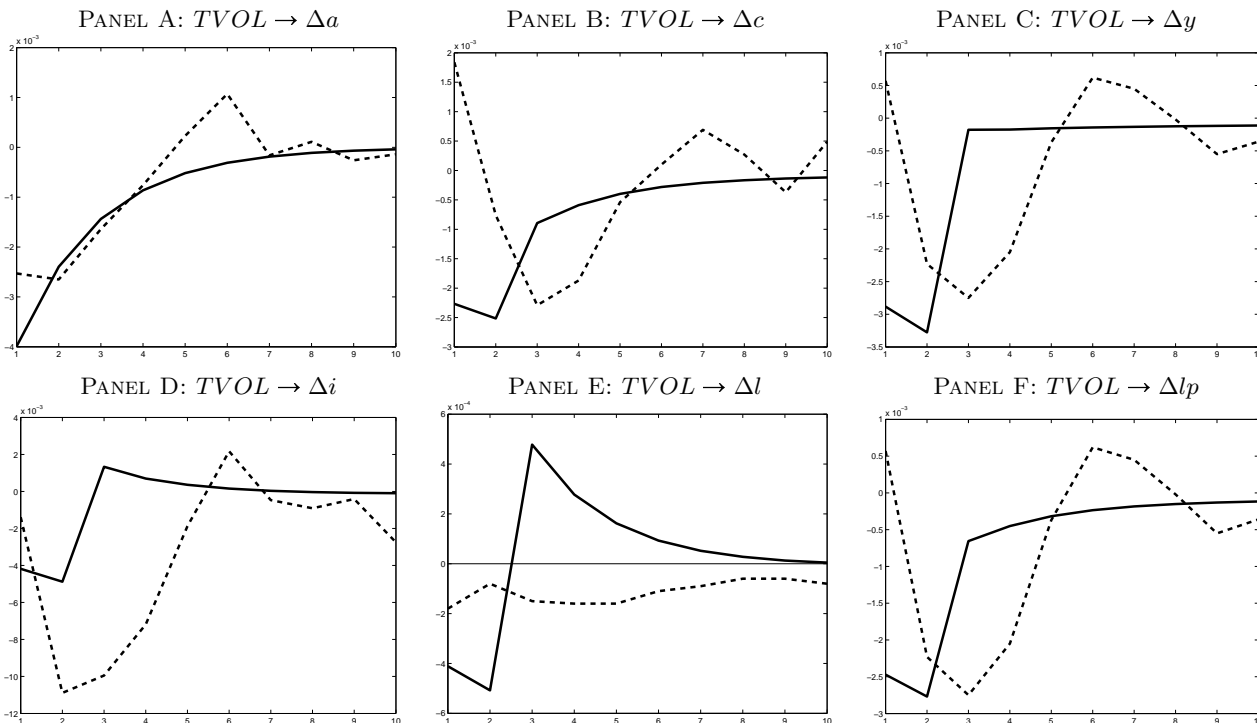 PANEL A: TVOL → Δa
PANEL B: TVOL → Δc
PANEL C: TVOL → Δy
x 10⁻³
2
1
0
−1
−2
−3
−4
1 2 3 4 5 6 7 8 9 10
x 10⁻³
2
1.5
1
0.5
0
−0.5
−1
−1.5
−2
−2.5
−3
1 2 3 4 5 6 7 8 9 10
x 10⁻³
1
0.5
0
−0.5
−1
−1.5
−2
−2.5
−3
−3.5
1 2 3 4 5 6 7 8 9 1
PANEL D: TVOL → Δi
PANEL E: TVOL → Δl
PANEL F: TVOL → Δlp
x 10⁻³
4
2
0
−2
−4
−6
−8
−10
−12
1 2 3 4 5 6 7 8 9 10
x 10⁻⁴
6
4
2
0
−2
−4
−6
1 2 3 4 5 6 7 8 9 10
x 10⁻³
1
0.5
0
−0.5
−1
−1.5
−2
−2.5
−3
1 2 3 4 5 6 7 8 9 1